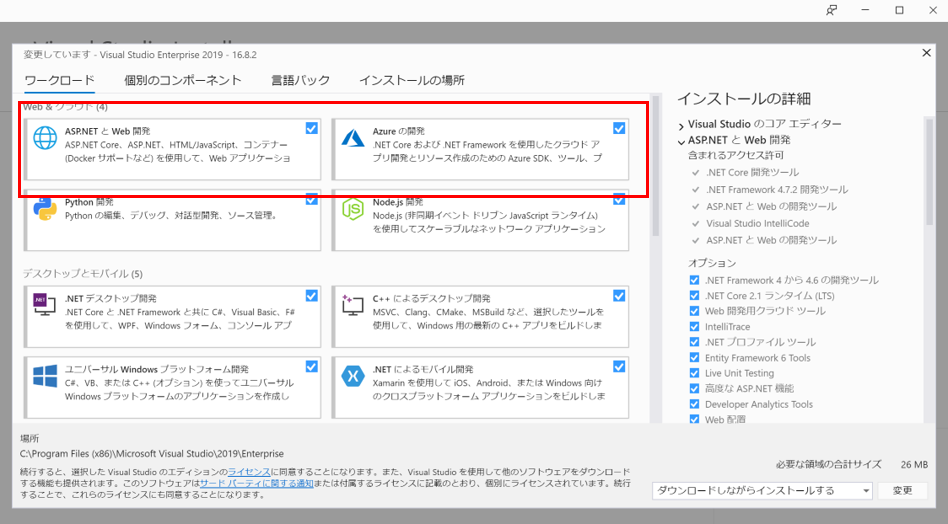 変更しています - Visual Studio Enterprise 2019 - 16.8.2
ワークロード 個別のコンポーネント 言語パック インストールの場所
Web & クラウド (4)
ASP.NET と Web 開発
ASP.NET Core、ASP.NET、HTML/JavaScript、コンテナー
(Docker サポートなど) を使用して、Web アプリケーショ
Azure の開発
.NET Core および .NET Framework を使用したクラウド ア
プリ開発とリソース作成のための Azure SDK、ツール、プ
Python 開発
Python の編集、デバッグ、対話型開発、ソース管理。
Node.js 開発
Node.js (非同期イベント ドリブン JavaScript ランタイム)
を使用してスケーラブルなネットワーク アプリケーション
デスクトップとモバイル (5)
.NET デスクトップ開発
.NET Core と .NET Framework と共に C#、Visual Basic、F#
を使用して、WPF、Windows フォーム、コンソール アプ
C++ によるデスクトップ開発
MSVC、Clang、CMake、MSBuild など、選択したツールを
使用して、Windows 用の最新の C++ アプリをビルドしま
ユニバーサル Windows プラットフォーム開発
C#、VB、または C++ (オプション) を使ってユニバーサル
Windows プラットフォームのアプリケーションを作成し
.NET によるモバイル開発
Xamarin を使用して iOS、Android、または Windows 向け
のクロスプラットフォーム アプリケーションをビルドしま
インストールの詳細
Visual Studio のコア エディター
ASP.NET と Web 開発
含まれるアクセス許可
.NET Core 開発ツール
.NET Framework 4.7.2 開発ツール
ASP.NET と Web の開発ツール
Visual Studio IntelliCode
ASP.NET と Web の開発ツール
オプション
.NET Framework 4 から 4.6 の開発ツール
.NET Core 2.1 ランタイム (LTS)
Web 開発用クラウド ツール
IntelliTrace
.NET プロファイル ツール
Entity Framework 6 Tools
Live Unit Testing
高度な ASP.NET 機能
Developer Analytics Tools
Web 配置
場所
C:\Program Files (x86)\Microsoft Visual Studio\2019\Enterprise
続行すると、選択した Visual Studio のエディションのライセンスに同意することになります。また、Visual Studio を使用して他のソフトウェアをダウンロード
する機能も提供されます。このソフトウェアはサード パーティに関する通知または付属するライセンスに記載のとおり、個別にライセンスされています。続行
することで、これらのライセンスにも同意することになります。
必要な領域の合計サイズ 26 MB
ダウンロードしながらインストールする 変更